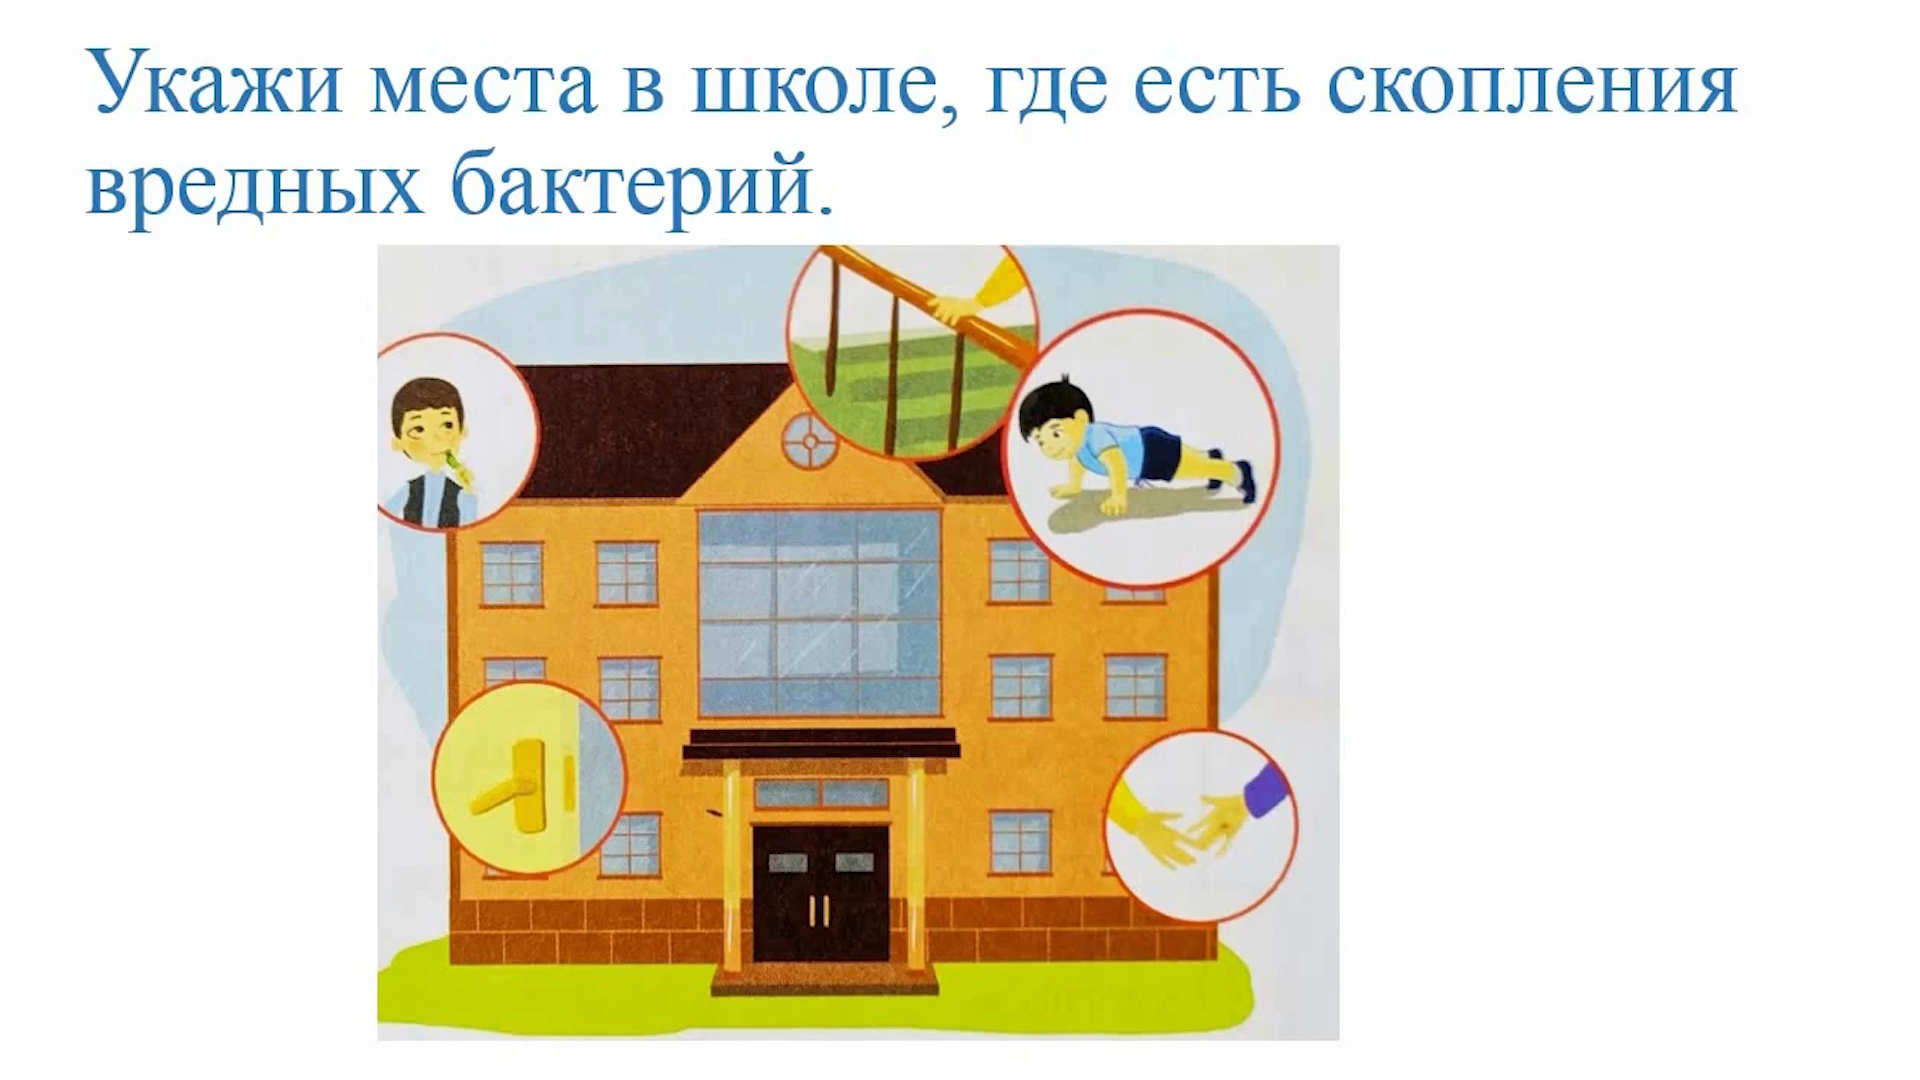 Укажи места в школе, где есть скопления
вредных бактерий.